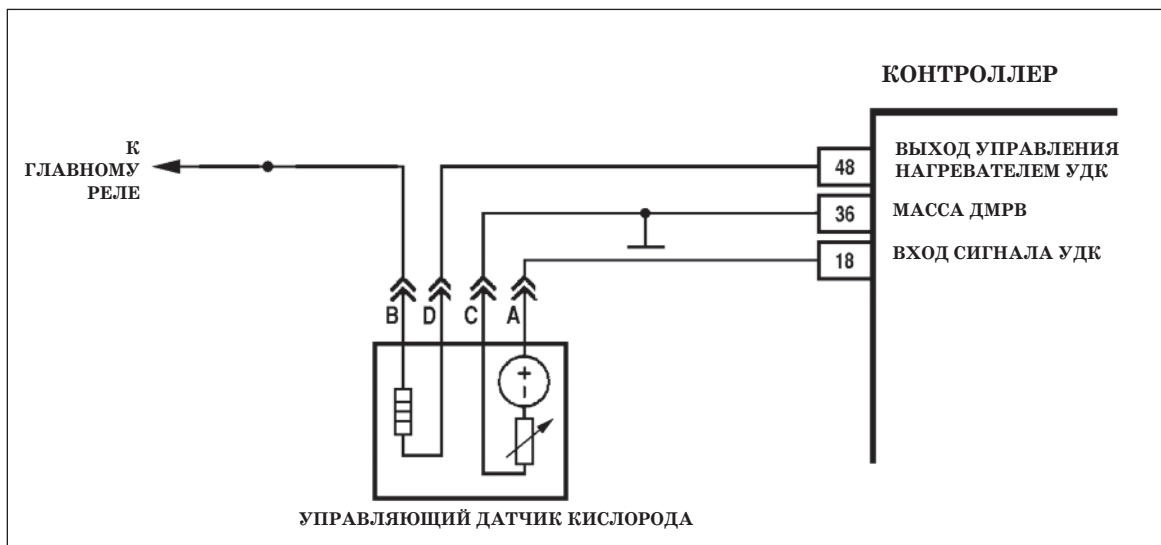 КОНТРОЛЛЕР
К
ГЛАВНОМУ
РЕЛЕ
48
ВЫХОД УПРАВЛЕНИЯ
НАГРЕВАТЕЛЕМ УДК
36
МАССА ДМРВ
18
ВХОД СИГНАЛА УДК
B D C A
+
−
УПРАВЛЯЮЩИЙ ДАТЧИК КИСЛОРОДА